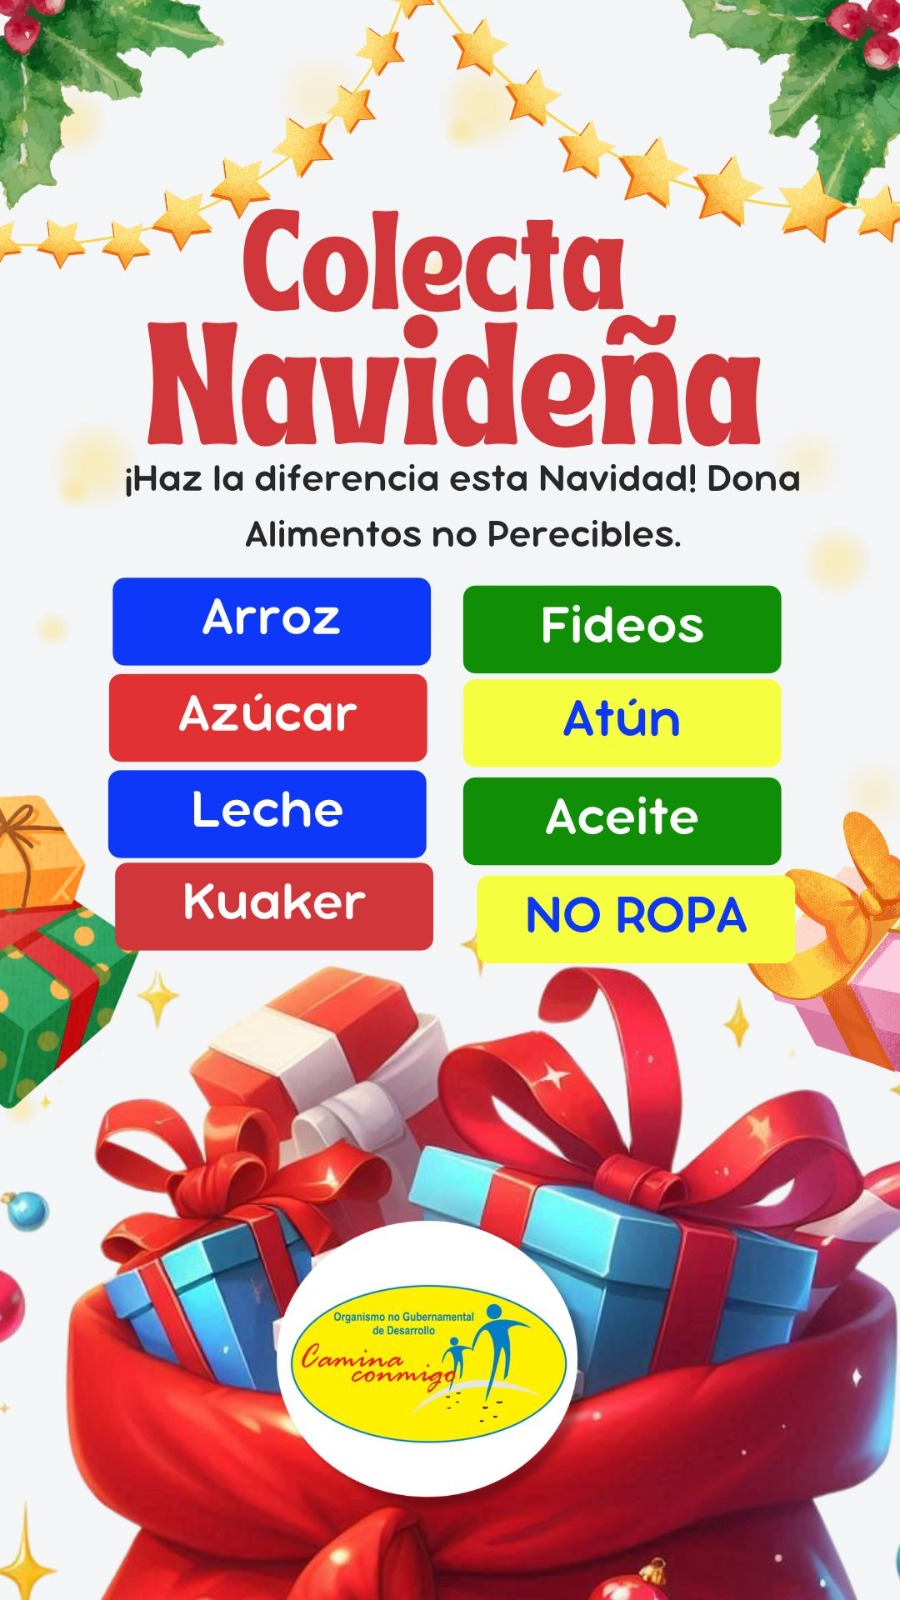 Colecta
Navideña
¡Haz la diferencia esta Navidad! Dona
Alimentos no Perecibles.
Arroz
Fideos
Azúcar
Atún
Leche
Aceite
Kuaker
NO ROPA
Organismo no Gubernamental
de Desarrollo
Camina
conmigo